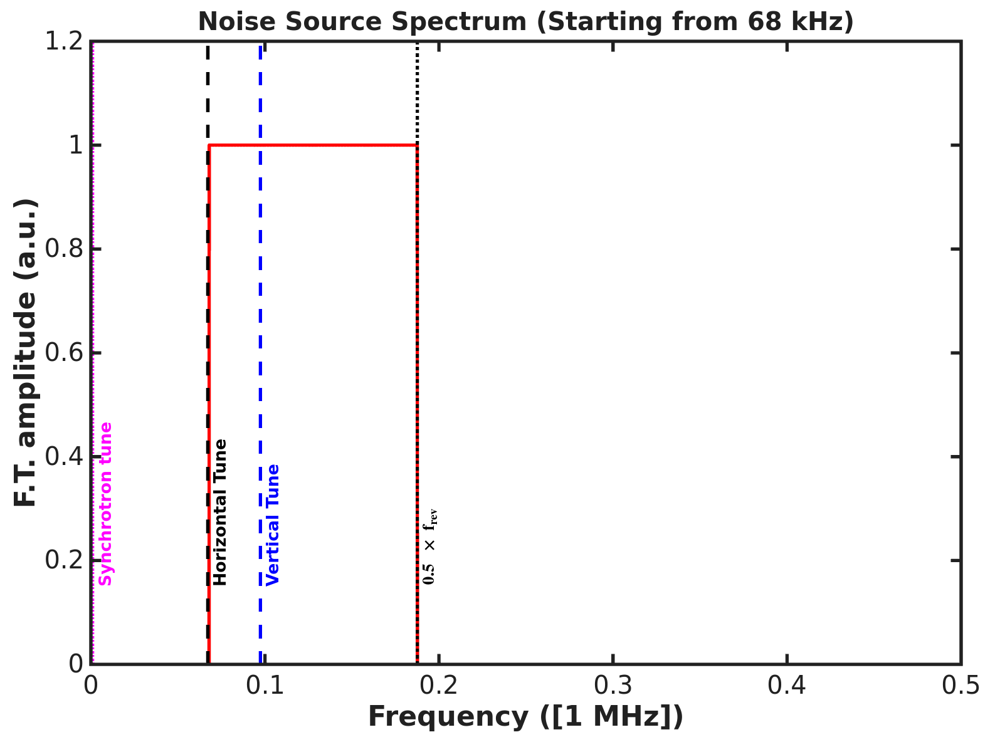 Noise Source Spectrum (Starting from 68 kHz)
1.2
1
0.8
0.6
0.4
0.2
0
F.T. amplitude (a.u.)
Synchrotron tune
Horizontal Tune
Vertical Tune
0.5 × f_rev
0 0.1 0.2 0.3 0.4 0.5
Frequency ([1 MHz])